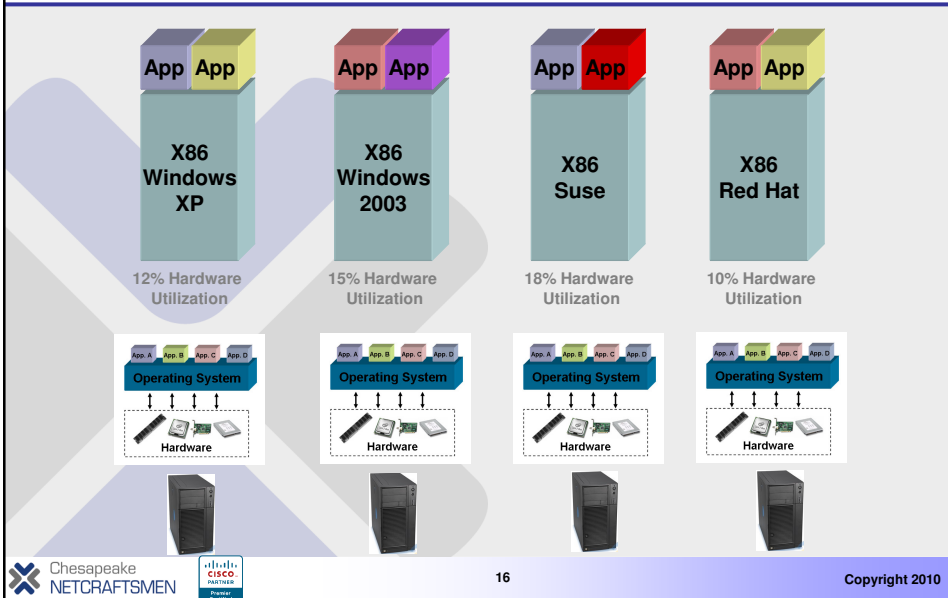 App App
App App
App App
App App
X86
Windows
XP
X86
Windows
2003
X86
Suse
X86
Red Hat
12% Hardware
Utilization
15% Hardware
Utilization
18% Hardware
Utilization
10% Hardware
Utilization
App. A App. B App. C App. D
Operating System
Hardware
App. A App. B App. C App. D
Operating System
Hardware
App. A App. B App. C App. D
Operating System
Hardware
App. A App. B App. C App. D
Operating System
Hardware
Chesapeake
NETCRAFTSMEN
CISCO
PARTNER
Premier
16
Copyright 2010